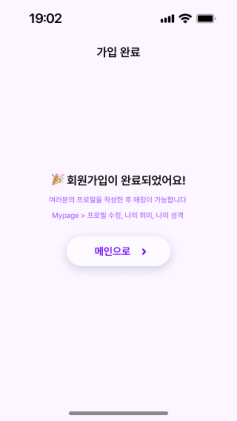 19:02
가입 완료
🎉 회원가입이 완료되었어요!
여러분의 프로필을 작성한 후 매칭이 가능합니다
Mypage > 프로필 수정, 나의 취미, 나의 성격
메인으로 >